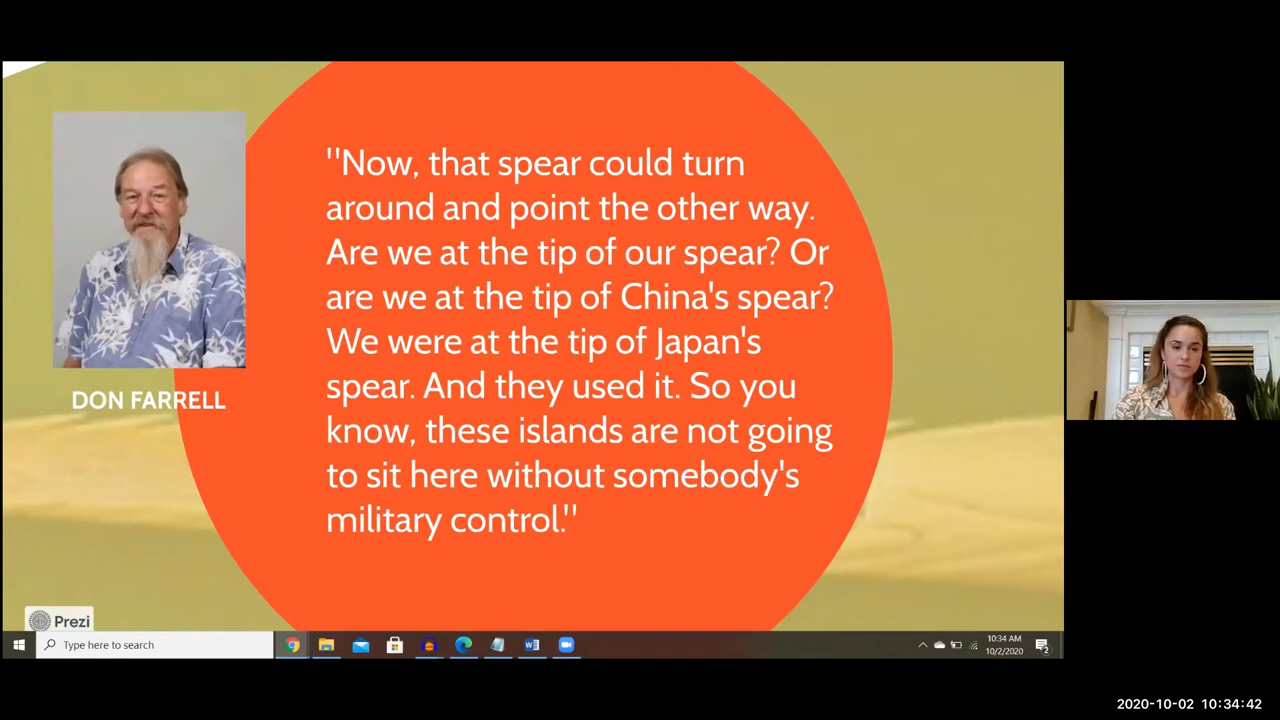 "Now, that spear could turn
around and point the other way.
Are we at the tip of our spear? Or
are we at the tip of China's spear?
We were at the tip of Japan's
spear. And they used it. So you
know, these islands are not going
to sit here without somebody's
military control."
DON FARRELL
Prezi
Type here to search
10:34 AM
10/2/2020
2
2020-10-02 10:34:42